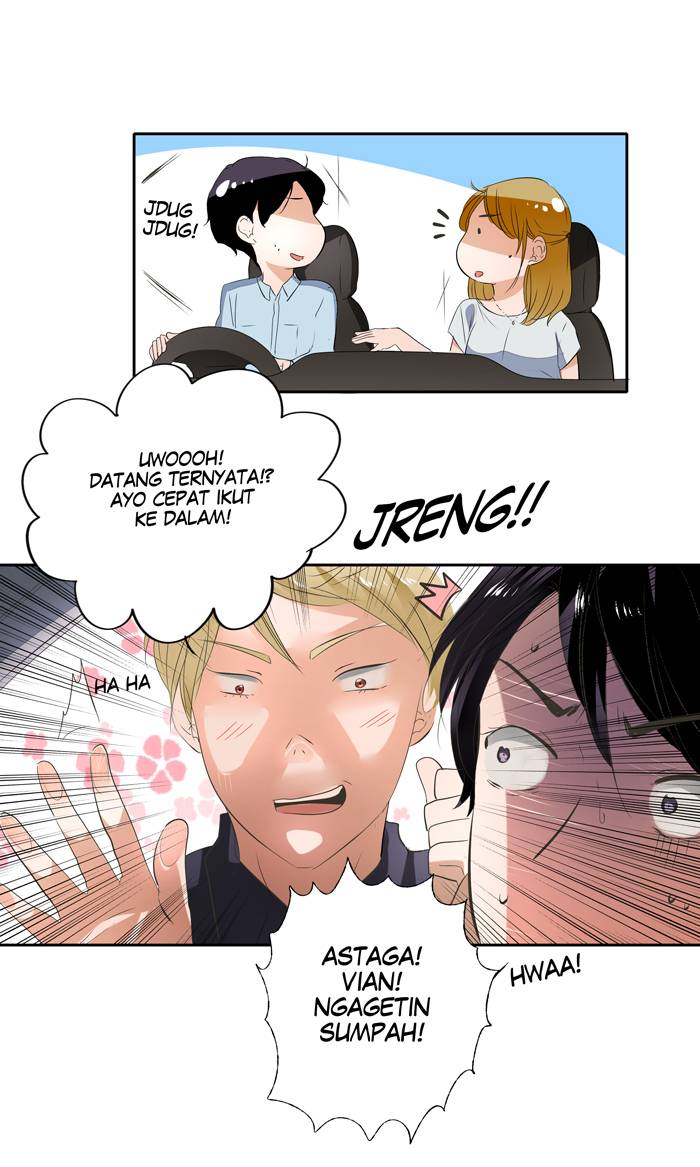 JDUG
JDUG!
UWOOOH!
DATANG TERNYATA!?
AYO CEPAT IKUT
KE DALAM!
JRENG!!
HA HA
ASTAGA!
VIAN!
NGAGETIN
SUMPAH!
HWAA!